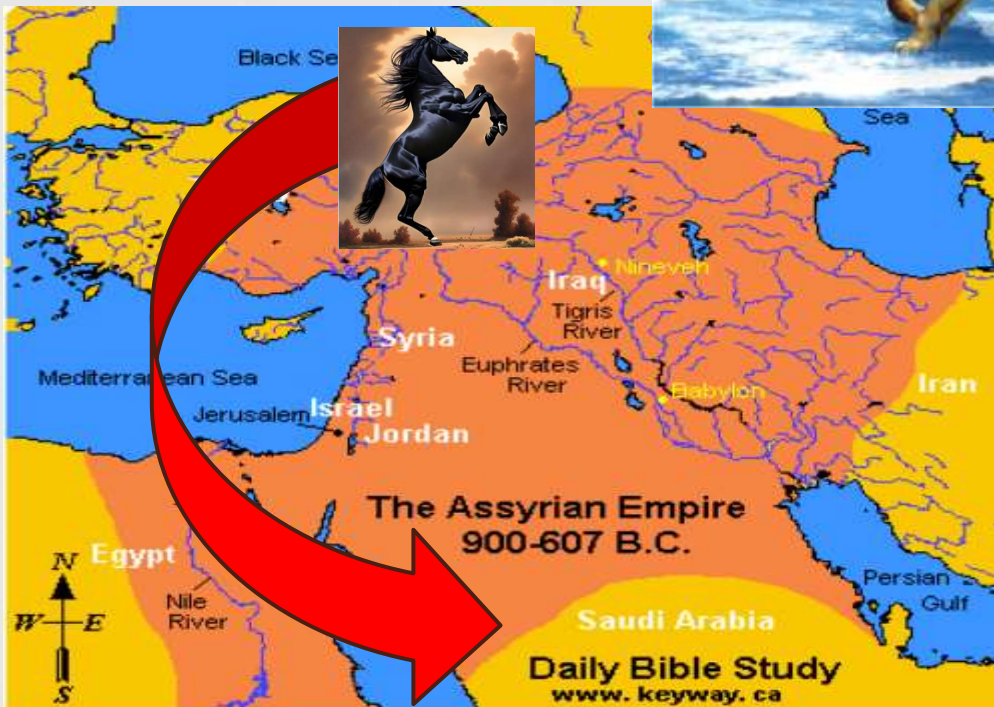 Black Se
Sea
Nineveh
Iraq
Tigris
River
Syria
Euphrates
River
Mediterranean Sea
Babylon
Iran
Jerusalem
Israel
Jordan
The Assyrian Empire
900-607 B.C.
Egypt
N
W
E
S
Nile
River
Persian
Gulf
Saudi Arabia
Daily Bible Study
www.keyway.ca